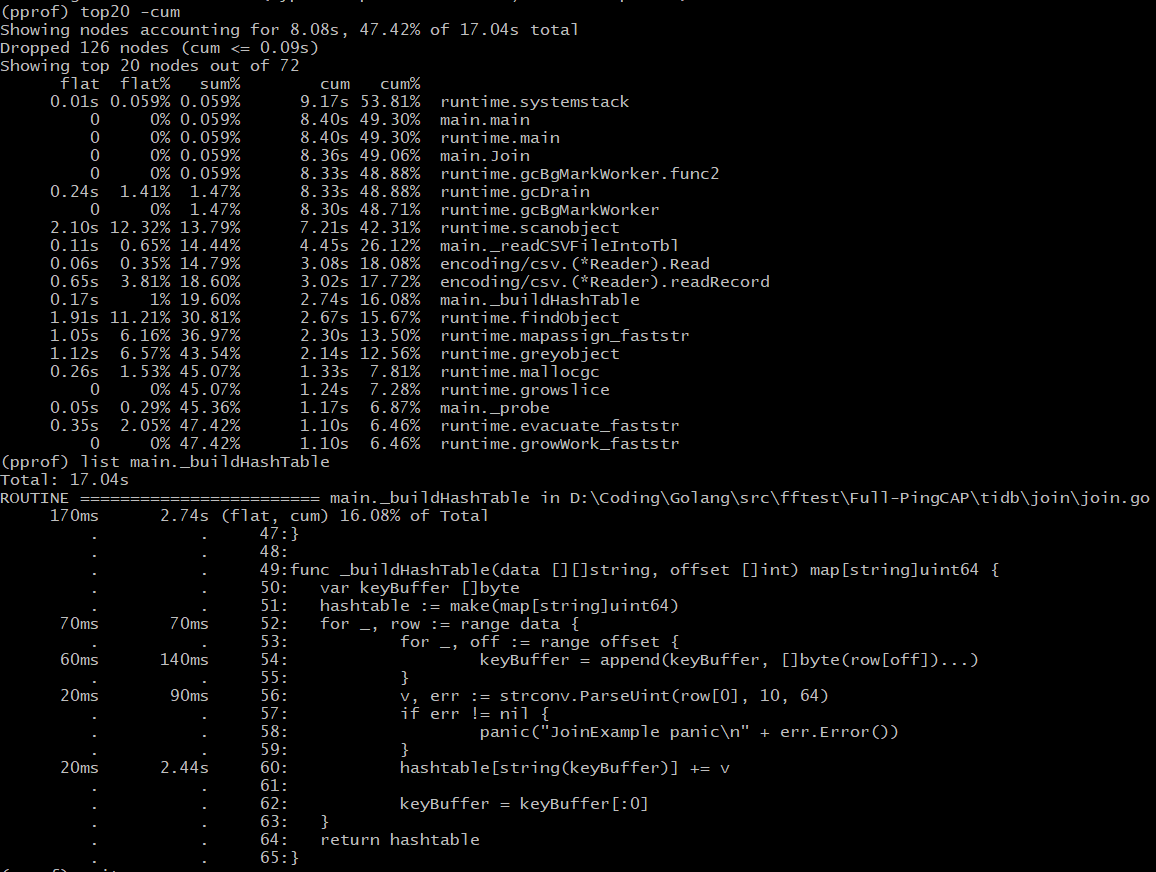 (pprof) top20 -cum
Showing nodes accounting for 8.08s, 47.42% of 17.04s total
Dropped 126 nodes (cum <= 0.09s)
Showing top 20 nodes out of 72
      flat  flat%   sum%        cum   cum%
     0.01s 0.059% 0.059%      9.17s 53.81%  runtime.systemstack
         0     0% 0.059%      8.40s 49.30%  main.main
         0     0% 0.059%      8.40s 49.30%  runtime.main
         0     0% 0.059%      8.36s 49.06%  main.Join
         0     0% 0.059%      8.33s 48.88%  runtime.gcBgMarkWorker.func2
     0.24s  1.41%  1.47%      8.33s 48.88%  runtime.gcDrain
         0     0%  1.47%      8.30s 48.71%  runtime.gcBgMarkWorker
     2.10s 12.32% 13.79%      7.21s 42.31%  runtime.scanobject
     0.11s  0.65% 14.44%      4.45s 26.12%  main._readCSVFileIntoTbl
     0.06s  0.35% 14.79%      3.08s 18.08%  encoding/csv.(*Reader).Read
     0.65s  3.81% 18.60%      3.02s 17.72%  encoding/csv.(*Reader).readRecord
     0.17s     1% 19.60%      2.74s 16.08%  main._buildHashTable
     1.91s 11.21% 30.81%      2.67s 15.67%  runtime.findObject
     1.05s  6.16% 36.97%      2.30s 13.50%  runtime.mapassign_faststr
     1.12s  6.57% 43.54%      2.14s 12.56%  runtime.greyobject
     0.26s  1.53% 45.07%      1.33s  7.81%  runtime.mallocgc
         0     0% 45.07%      1.24s  7.28%  runtime.growslice
     0.05s  0.29% 45.36%      1.17s  6.87%  main._probe
     0.35s  2.05% 47.42%      1.10s  6.46%  runtime.evacuate_faststr
         0     0% 47.42%      1.10s  6.46%  runtime.growWork_faststr
(pprof) list main._buildHashTable
Total: 17.04s
ROUTINE ======================== main._buildHashTable in D:\Coding\Golang\src\fftest\Full-PingCAP\tidb\join\join.go
     170ms      2.74s (flat, cum) 16.08% of Total
         .          .     47:}
         .          .     48:
         .          .     49:func _buildHashTable(data [][]string, offset []int) map[string]uint64 {
         .          .     50:   var keyBuffer []byte
         .          .     51:   hashtable := make(map[string]uint64)
      70ms       70ms     52:   for _, row := range data {
         .          .     53:           for _, off := range offset {
      60ms      140ms     54:                   keyBuffer = append(keyBuffer, []byte(row[off])...)
         .          .     55:           }
      20ms       90ms     56:           v, err := strconv.ParseUint(row[0], 10, 64)
         .          .     57:           if err != nil {
         .          .     58:                   panic("JoinExample panic\n" + err.Error())
         .          .     59:           }
      20ms      2.44s     60:           hashtable[string(keyBuffer)] += v
         .          .     61:
         .          .     62:           keyBuffer = keyBuffer[:0]
         .          .     63:   }
         .          .     64:   return hashtable
         .          .     65:}